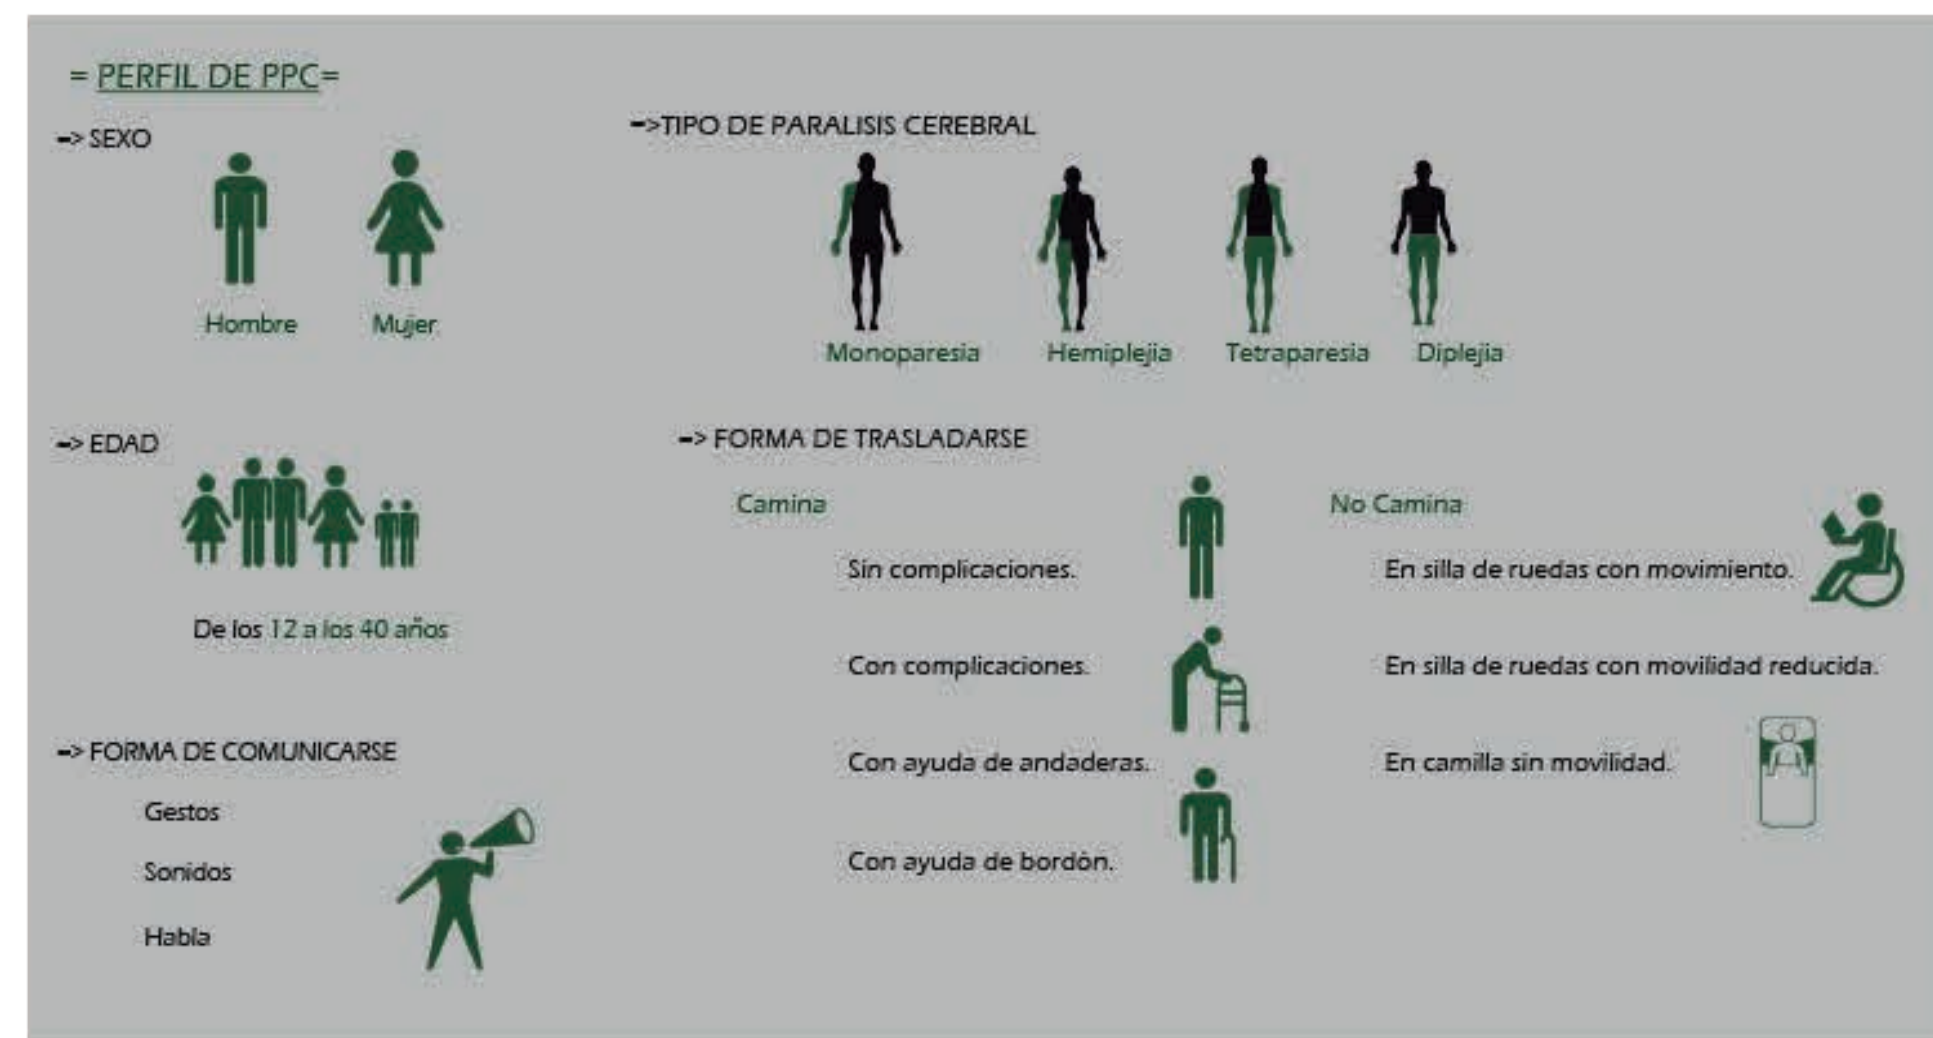 = PERFIL DE PPC=
-> SEXO
Hombre
Mujer
->TIPO DE PARALISIS CEREBRAL
Monoparesia
Hemiplejia
Tetraparesia
Diplejia
-> EDAD
De los 12 a los 40 años
-> FORMA DE TRASLADARSE
Camina
Sin complicaciones.
Con complicaciones.
Con ayuda de andaderas.
Con ayuda de bordón.
No Camina
En silla de ruedas con movimiento.
En silla de ruedas con movilidad reducida.
En camilla sin movilidad.
-> FORMA DE COMUNICARSE
Gestos
Sonidos
Habla